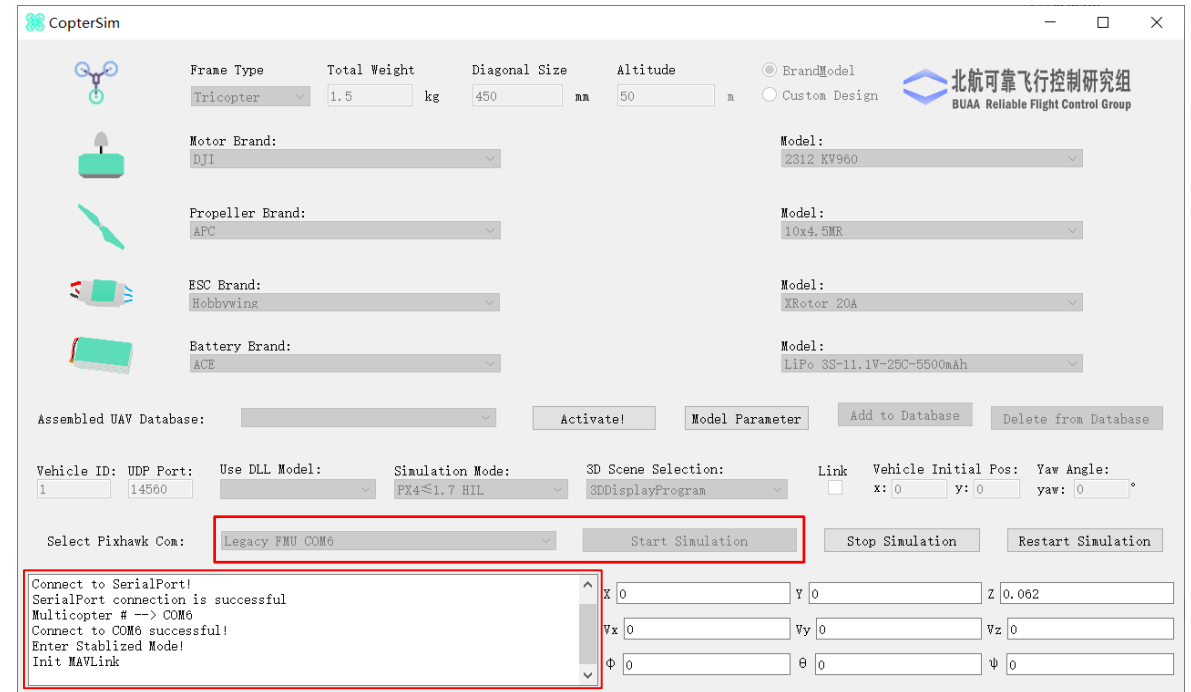 CopterSim
Frame Type Total Weight Diagonal Size Altitude BrandModel
Tricopter 1.5 kg 450 mm 50 m Custom Design
北航可靠飞行控制研究组
BUAA Reliable Flight Control Group
Motor Brand: Model:
DJI 2312 KV960
Propeller Brand: Model:
APC 10x4.5MR
ESC Brand: Model:
Hobbywing XRotor 20A
Battery Brand: Model:
ACE LiPo 3S-11.1V-25C-5500mAh
Assembled UAV Database: Activate! Model Parameter Add to Database Delete from Database
Vehicle ID: UDP Port: Use DLL Model: Simulation Mode: 3D Scene Selection: Link Vehicle Initial Pos: Yaw Angle:
1 14560 PX4≤1.7 HIL 3DDisplayProgram x: 0 y: 0 yaw: 0 °
Select Pixhawk Com: Legacy FMU COM6 Start Simulation Stop Simulation Restart Simulation
Connect to SerialPort!
SerialPort connection is successful
Multicopter # --> COM6
Connect to COM6 successful!
Enter Stablized Mode!
Init MAVLink
X 0 Y 0 Z 0.062
Vx 0 Vy 0 Vz 0
Φ 0 θ 0 ψ 0